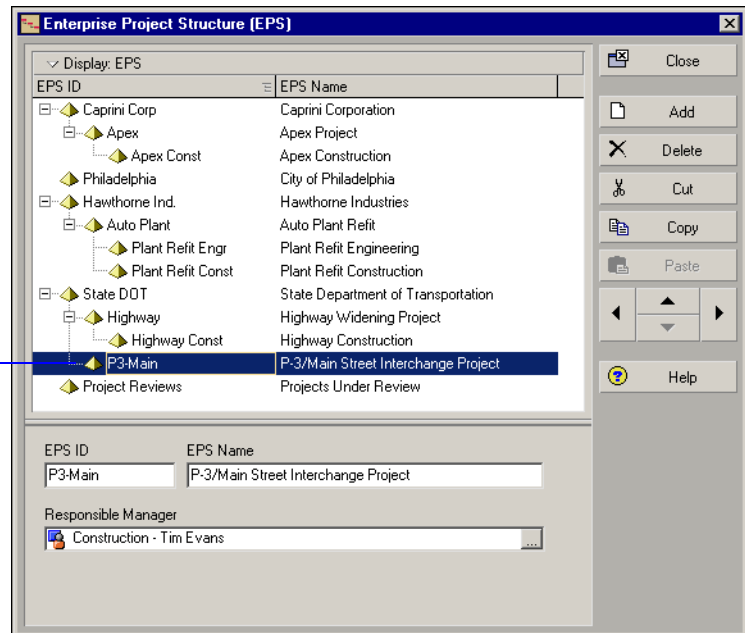 Enterprise Project Structure (EPS)
Display: EPS
EPS ID EPS Name
Caprini Corp Caprini Corporation
Apex Apex Project
Apex Const Apex Construction
Philadelphia City of Philadelphia
Hawthorne Ind. Hawthorne Industries
Auto Plant Auto Plant Refit
Plant Refit Engr Plant Refit Engineering
Plant Refit Const Plant Refit Construction
State DOT State Department of Transportation
Highway Highway Widening Project
Highway Const Highway Construction
P3-Main P-3/Main Street Interchange Project
Project Reviews Projects Under Review
Close
Add
Delete
Cut
Copy
Paste
Help
EPS ID EPS Name
P3-Main P-3/Main Street Interchange Project
Responsible Manager
Construction - Tim Evans
...